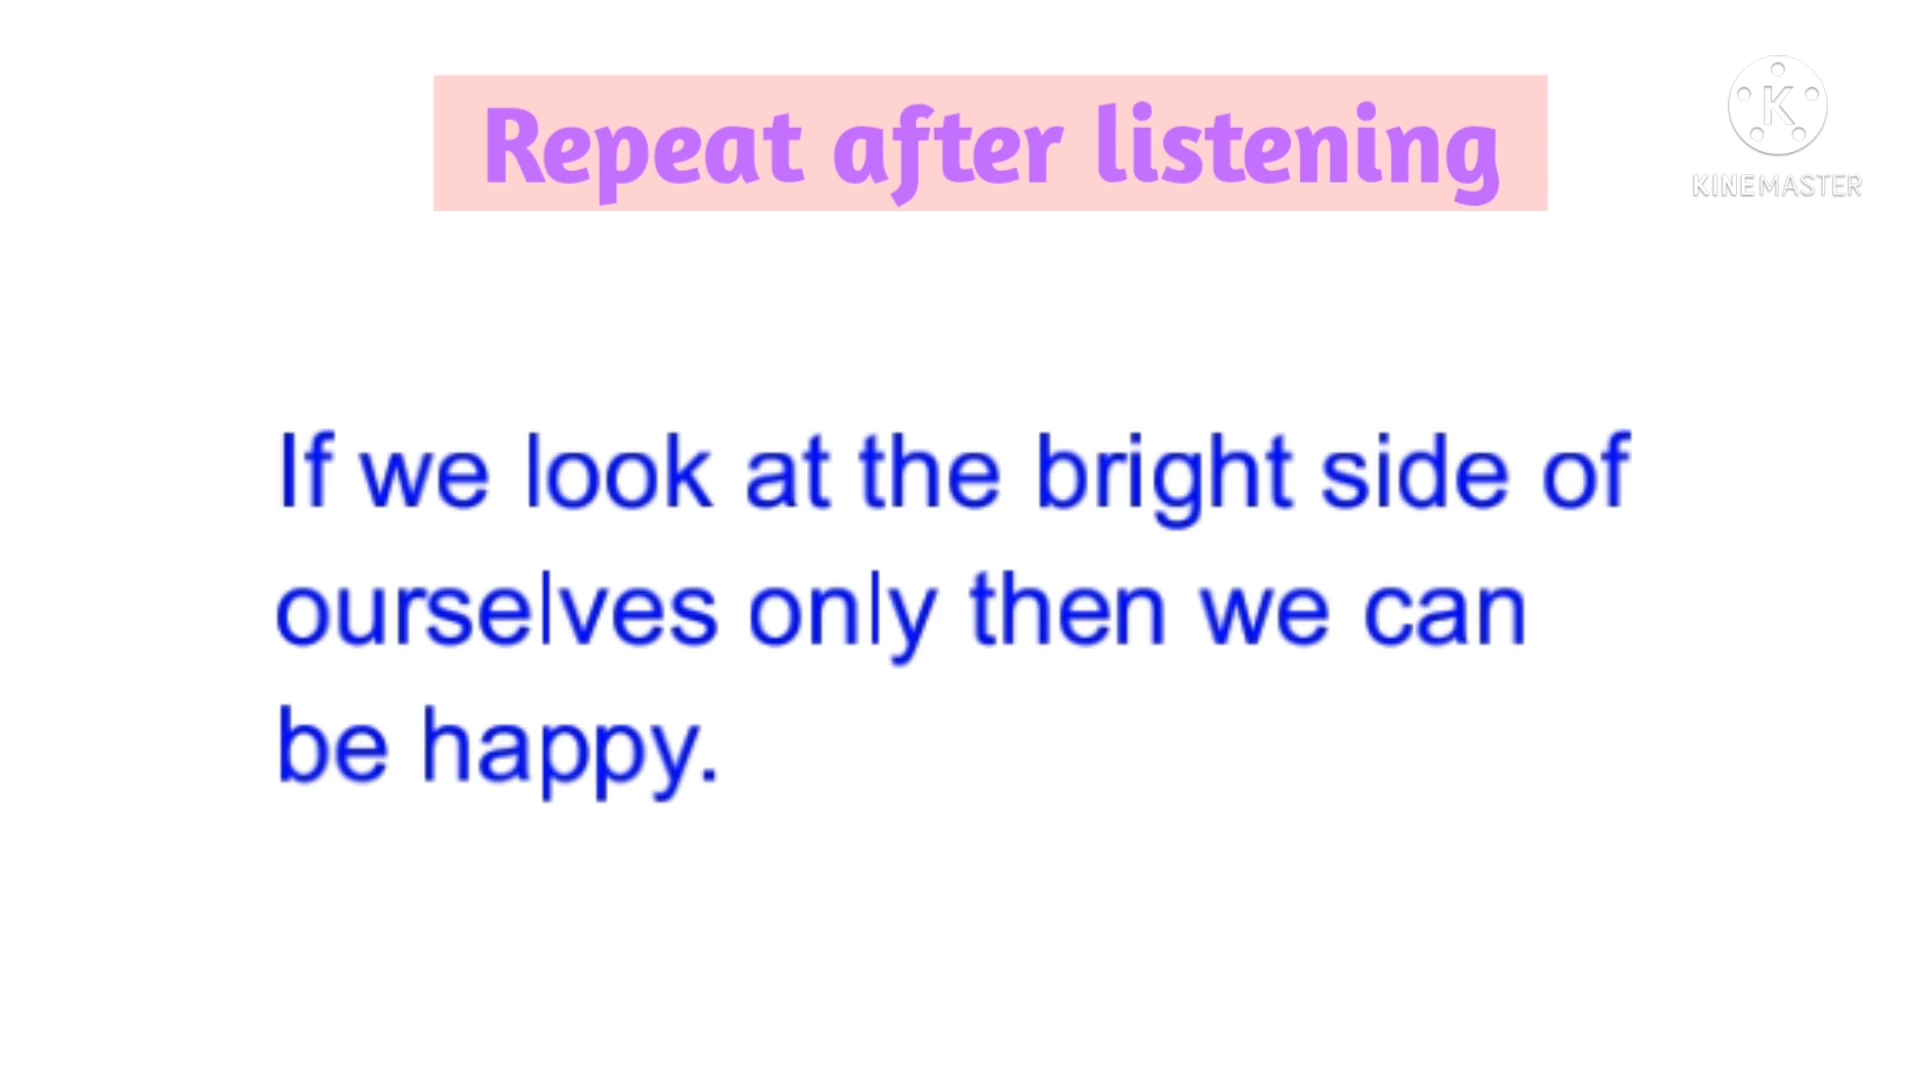 Repeat after listening
KINEMASTER
If we look at the bright side of
ourselves only then we can
be happy.